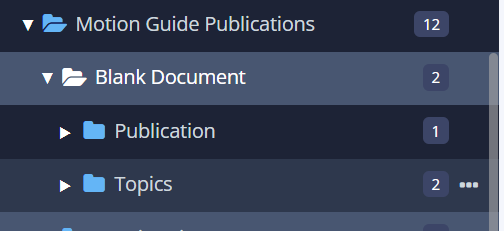 Motion Guide Publications 12
Blank Document 2
Publication 1
Topics 2